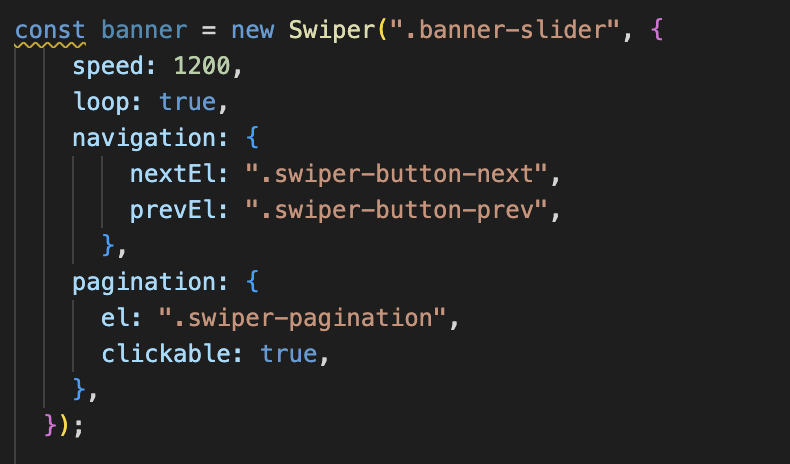 const banner = new Swiper(".banner-slider", {
speed: 1200,
loop: true,
navigation: {
nextEl: ".swiper-button-next",
prevEl: ".swiper-button-prev",
},
pagination: {
el: ".swiper-pagination",
clickable: true,
},
});